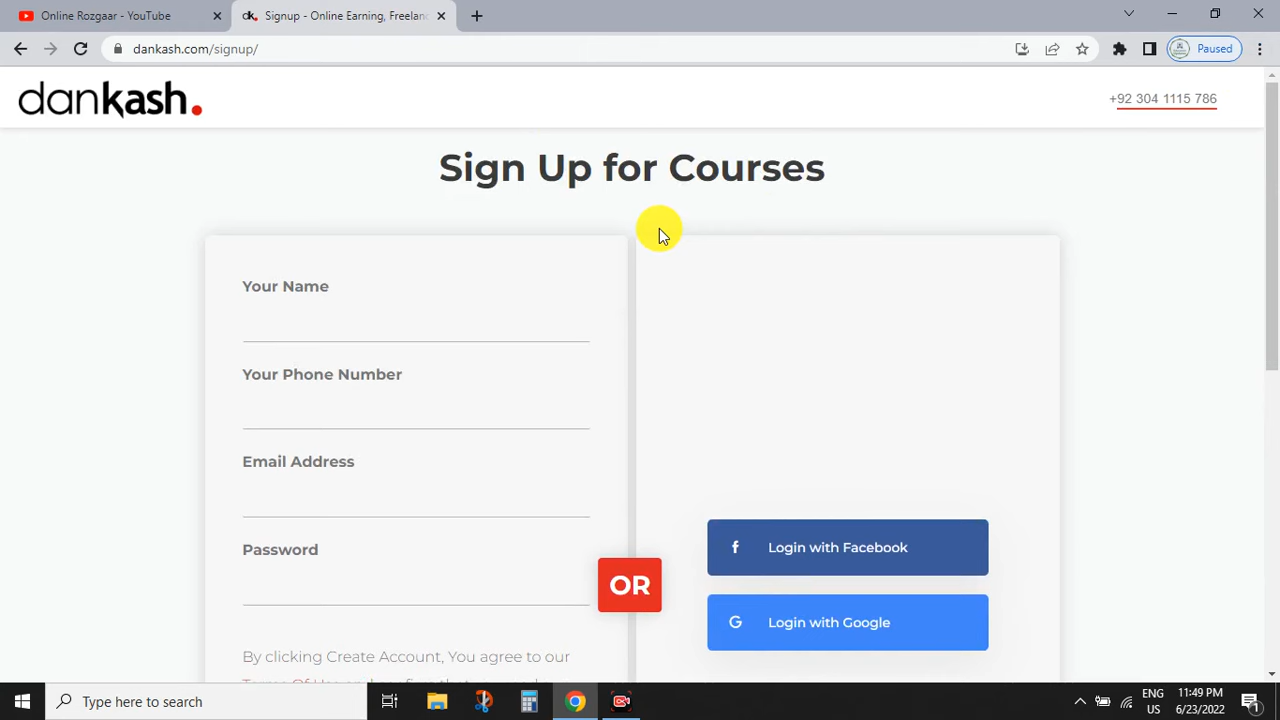 Online Rozgaar - YouTube
Signup - Online Earning, Freelanc
dankash.com/signup/
Paused
dankash.
+92 304 1115 786
Sign Up for Courses
Your Name
Your Phone Number
Email Address
Password
OR
Login with Facebook
Login with Google
By clicking Create Account, You agree to our
Type here to search
ENG
US
11:49 PM
6/23/2022
1